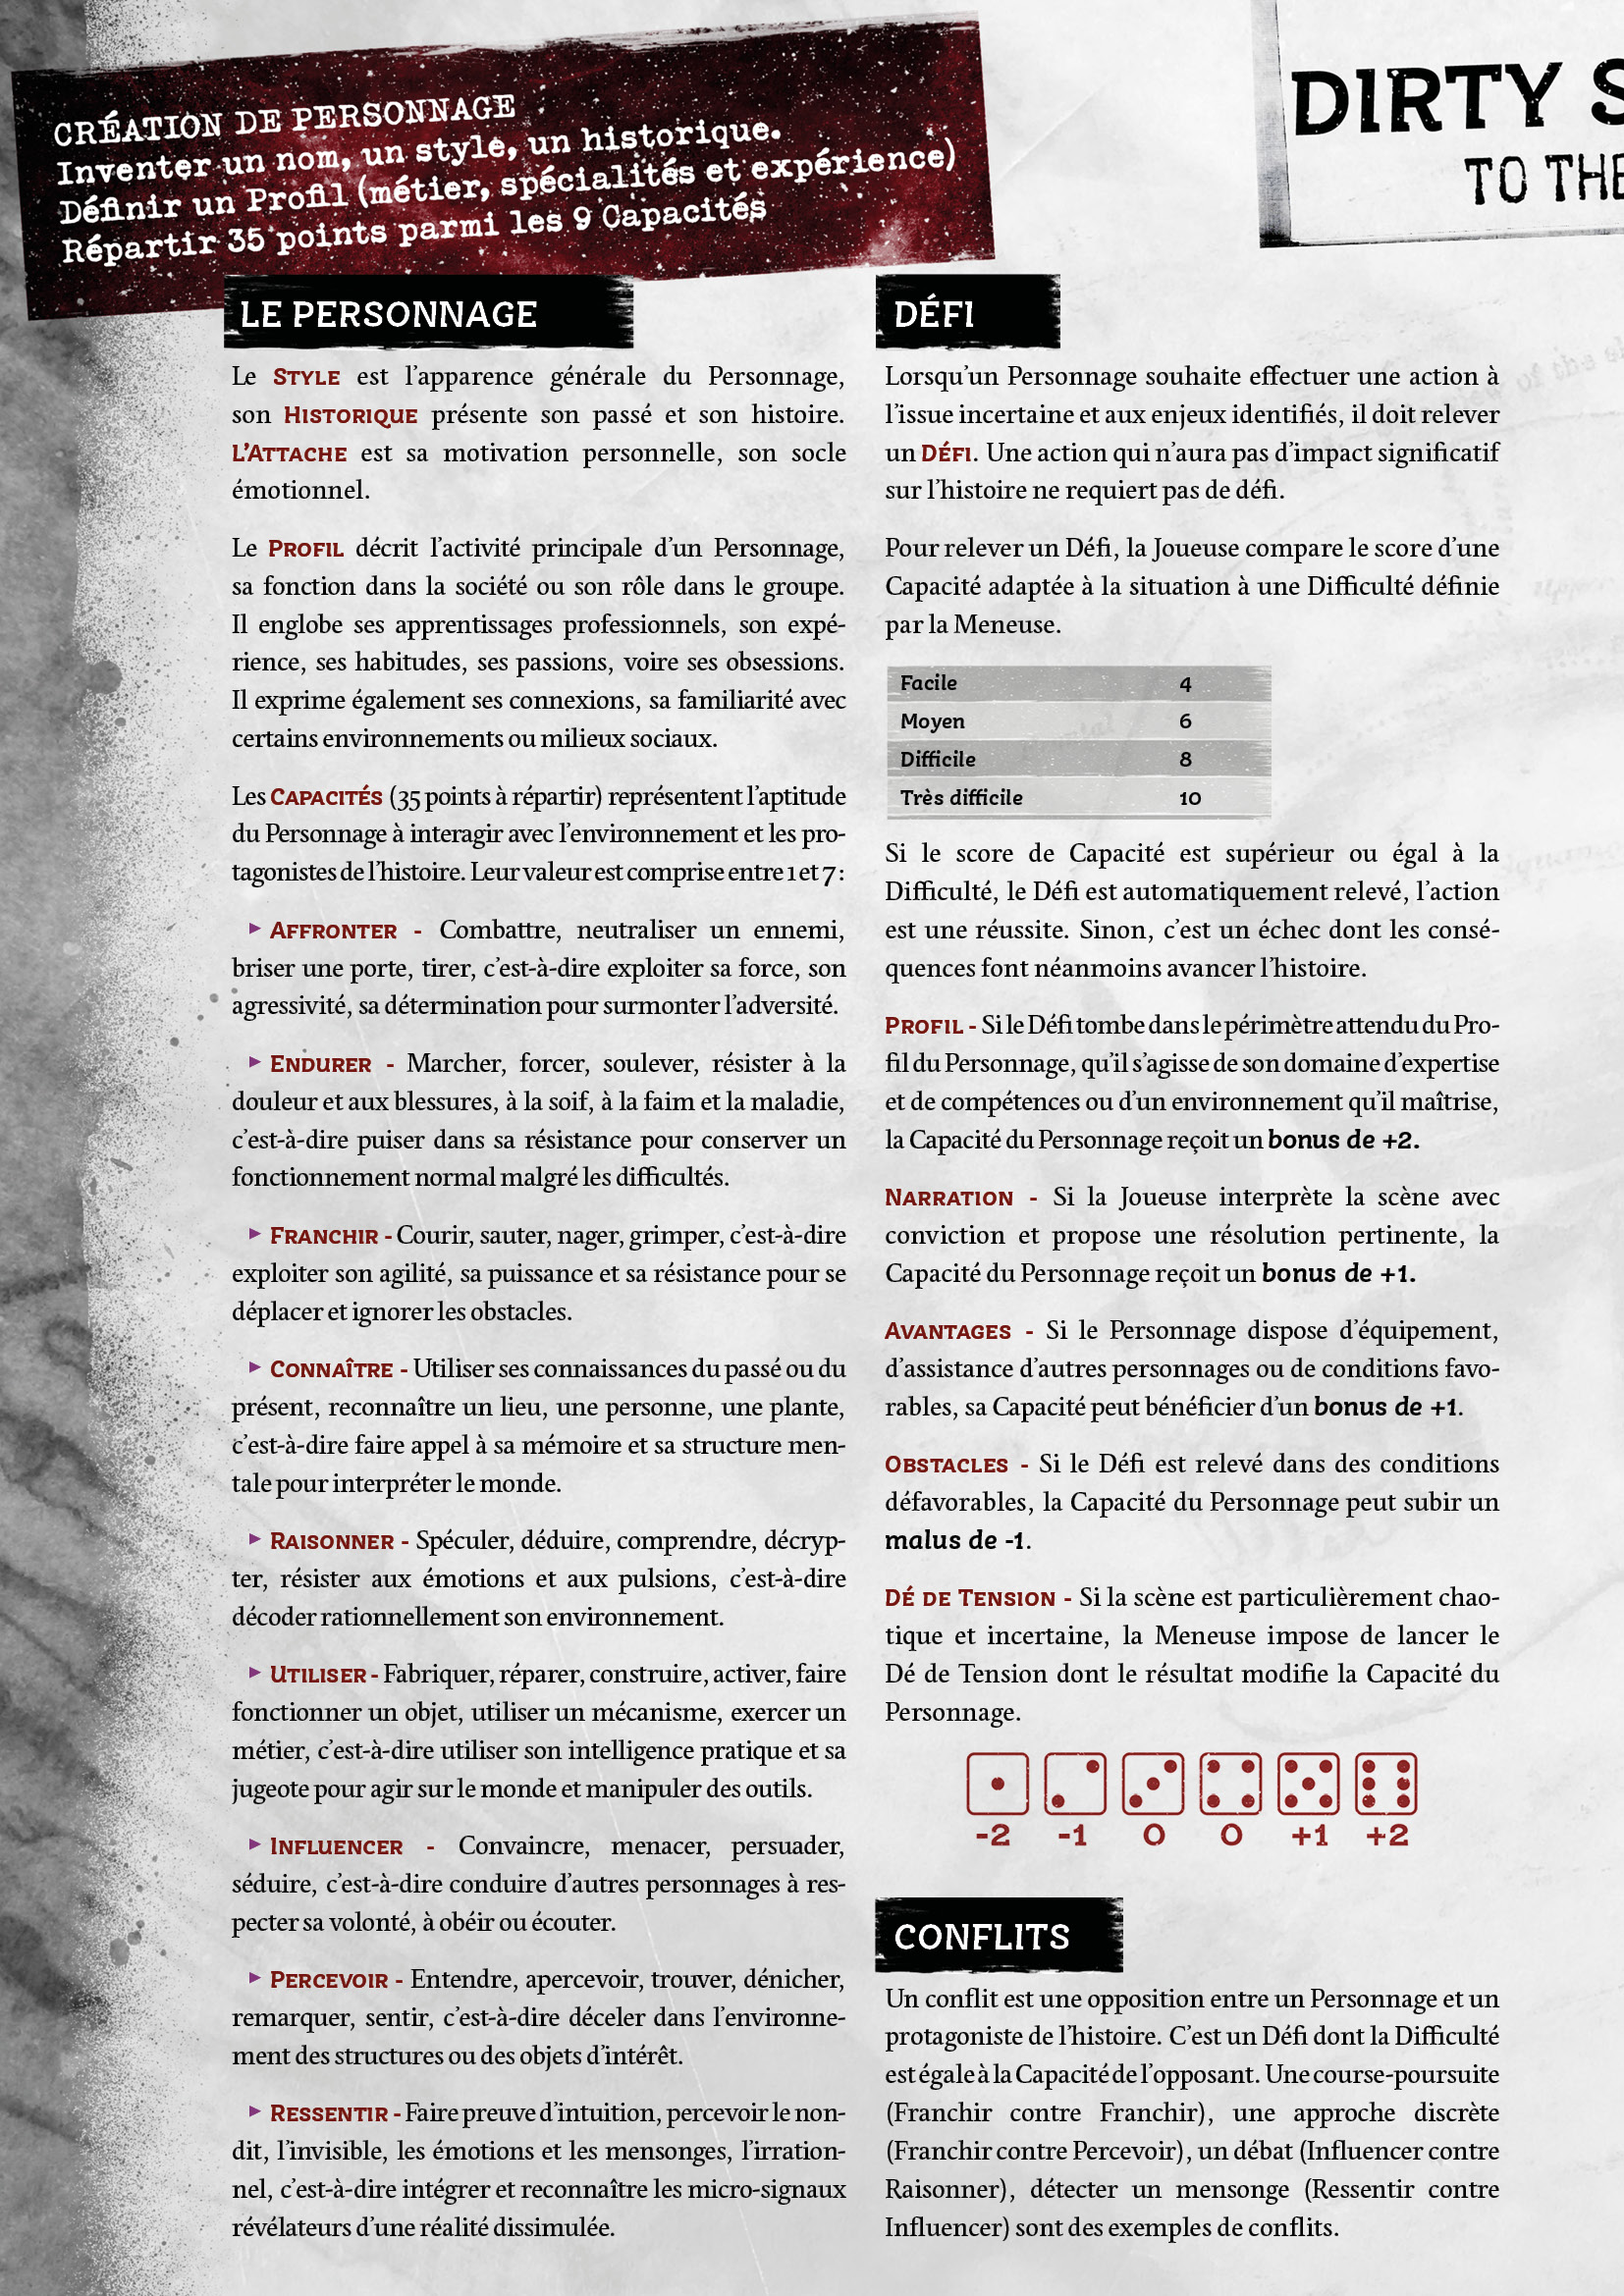 CRÉATION DE PERSONNAGE
Inventer un nom, un style, un historique.
Définir un Profil (métier, spécialités et expérience)
Répartir 35 points parmi les 9 Capacités
DIRTY S
TO THE
LE PERSONNAGE
Le Style est l’apparence générale du Personnage,
son Historique présente son passé et son histoire.
L’Attache est sa motivation personnelle, son socle
émotionnel.
Le Profil décrit l’activité principale d’un Personnage,
sa fonction dans la société ou son rôle dans le groupe.
Il englobe ses apprentissages professionnels, son expé-
rience, ses habitudes, ses passions, voire ses obsessions.
Il exprime également ses connexions, sa familiarité avec
certains environnements ou milieux sociaux.
Les Capacités (35 points à répartir) représentent l’aptitude
du Personnage à interagir avec l’environnement et les pro-
tagonistes de l’histoire. Leur valeur est comprise entre 1 et 7 :
▶ Affronter - Combattre, neutraliser un ennemi,
briser une porte, tirer, c’est-à-dire exploiter sa force, son
agressivité, sa détermination pour surmonter l’adversité.
▶ Endurer - Marcher, forcer, soulever, résister à la
douleur et aux blessures, à la soif, à la faim et la maladie,
c’est-à-dire puiser dans sa résistance pour conserver un
fonctionnement normal malgré les difficultés.
▶ Franchir - Courir, sauter, nager, grimper, c’est-à-dire
exploiter son agilité, sa puissance et sa résistance pour se
déplacer et ignorer les obstacles.
▶ Connaître - Utiliser ses connaissances du passé ou du
présent, reconnaître un lieu, une personne, une plante,
c’est-à-dire faire appel à sa mémoire et sa structure men-
tale pour interpréter le monde.
▶ Raisonner - Spéculer, déduire, comprendre, décryp-
ter, résister aux émotions et aux pulsions, c’est-à-dire
décoder rationnellement son environnement.
▶ Utiliser - Fabriquer, réparer, construire, activer, faire
fonctionner un objet, utiliser un mécanisme, exercer un
métier, c’est-à-dire utiliser son intelligence pratique et sa
jugeote pour agir sur le monde et manipuler des outils.
▶ Influencer - Convaincre, menacer, persuader,
séduire, c’est-à-dire conduire d’autres personnages à res-
pecter sa volonté, à obéir ou écouter.
▶ Percevoir - Entendre, apercevoir, trouver, dénicher,
remarquer, sentir, c’est-à-dire déceler dans l’environne-
ment des structures ou des objets d’intérêt.
▶ Ressentir - Faire preuve d’intuition, percevoir le non-
dit, l’invisible, les émotions et les mensonges, l’irration-
nel, c’est-à-dire intégrer et reconnaître les micro-signaux
révélateurs d’une réalité dissimulée.
DÉFI
Lorsqu’un Personnage souhaite effectuer une action à
l’issue incertaine et aux enjeux identifiés, il doit relever
un Défi. Une action qui n’aura pas d’impact significatif
sur l’histoire ne requiert pas de défi.
Pour relever un Défi, la Joueuse compare le score d’une
Capacité adaptée à la situation à une Difficulté définie
par la Meneuse.
Facile 4
Moyen 6
Difficile 8
Très difficile 10
Si le score de Capacité est supérieur ou égal à la
Difficulté, le Défi est automatiquement relevé, l’action
est une réussite. Sinon, c’est un échec dont les consé-
quences font néanmoins avancer l’histoire.
Profil - Si le Défi tombe dans le périmètre attendu du Pro-
fil du Personnage, qu’il s’agisse de son domaine d’expertise
et de compétences ou d’un environnement qu’il maîtrise,
la Capacité du Personnage reçoit un bonus de +2.
Narration - Si la Joueuse interprète la scène avec
conviction et propose une résolution pertinente, la
Capacité du Personnage reçoit un bonus de +1.
Avantages - Si le Personnage dispose d’équipement,
d’assistance d’autres personnages ou de conditions favo-
rables, sa Capacité peut bénéficier d’un bonus de +1.
Obstacles - Si le Défi est relevé dans des conditions
défavorables, la Capacité du Personnage peut subir un
malus de -1.
Dé de Tension - Si la scène est particulièrement chao-
tique et incertaine, la Meneuse impose de lancer le
Dé de Tension dont le résultat modifie la Capacité du
Personnage.
-2 -1 0 0 +1 +2
CONFLITS
Un conflit est une opposition entre un Personnage et un
protagoniste de l’histoire. C’est un Défi dont la Difficulté
est égale à la Capacité de l’opposant. Une course-poursuite
(Franchir contre Franchir), une approche discrète
(Franchir contre Percevoir), un débat (Influencer contre
Raisonner), détecter un mensonge (Ressentir contre
Influencer) sont des exemples de conflits.